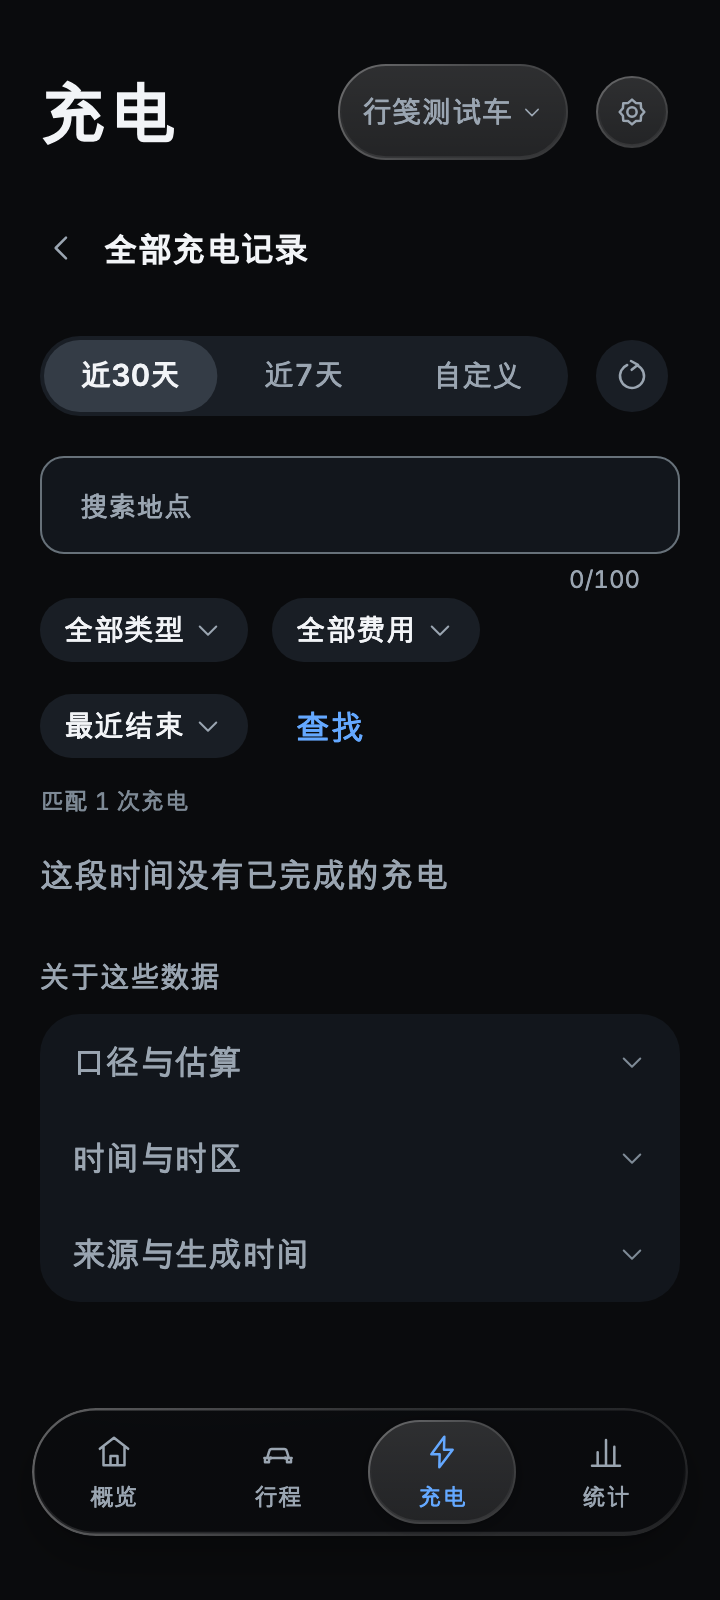 充电
行笺测试车
全部充电记录
近30天 近7天 自定义
搜索地点
0/100
全部类型 全部费用
最近结束 查找
匹配 1 次充电
这段时间没有已完成的充电
关于这些数据
口径与估算
时间与时区
来源与生成时间
概览 行程 充电 统计